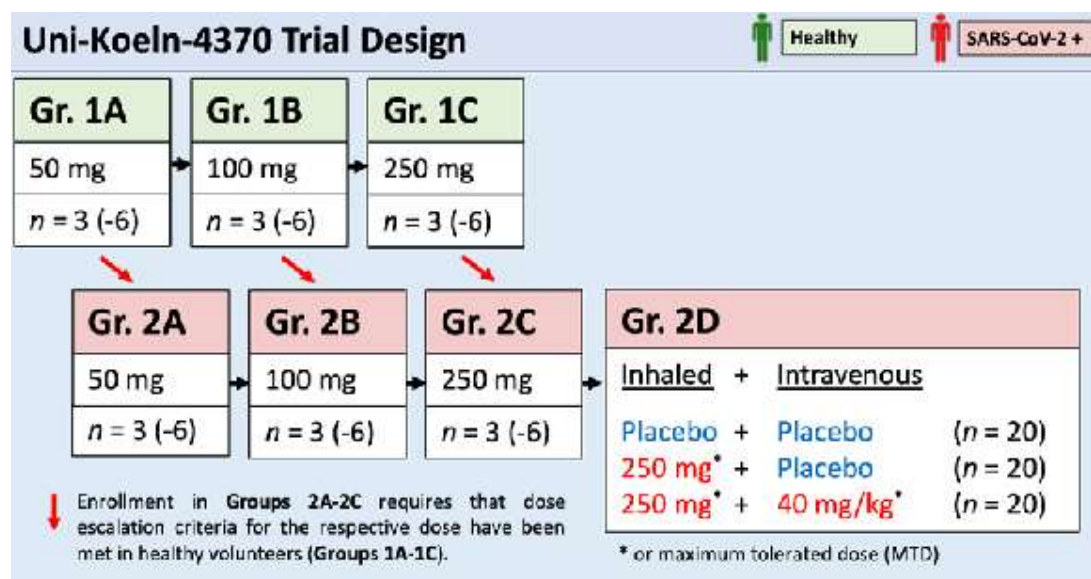 Uni-Koeln-4370 Trial Design
Healthy
SARS-CoV-2 +
Gr. 1A
50 mg
n = 3 (-6)
Gr. 1B
100 mg
n = 3 (-6)
Gr. 1C
250 mg
n = 3 (-6)
Gr. 2A
50 mg
n = 3 (-6)
Gr. 2B
100 mg
n = 3 (-6)
Gr. 2C
250 mg
n = 3 (-6)
Gr. 2D
Inhaled + Intravenous
Placebo + Placebo (n = 20)
250 mg* + Placebo (n = 20)
250 mg* + 40 mg/kg* (n = 20)
* or maximum tolerated dose (MTD)
Enrollment in Groups 2A-2C requires that dose
escalation criteria for the respective dose have been
met in healthy volunteers (Groups 1A-1C).